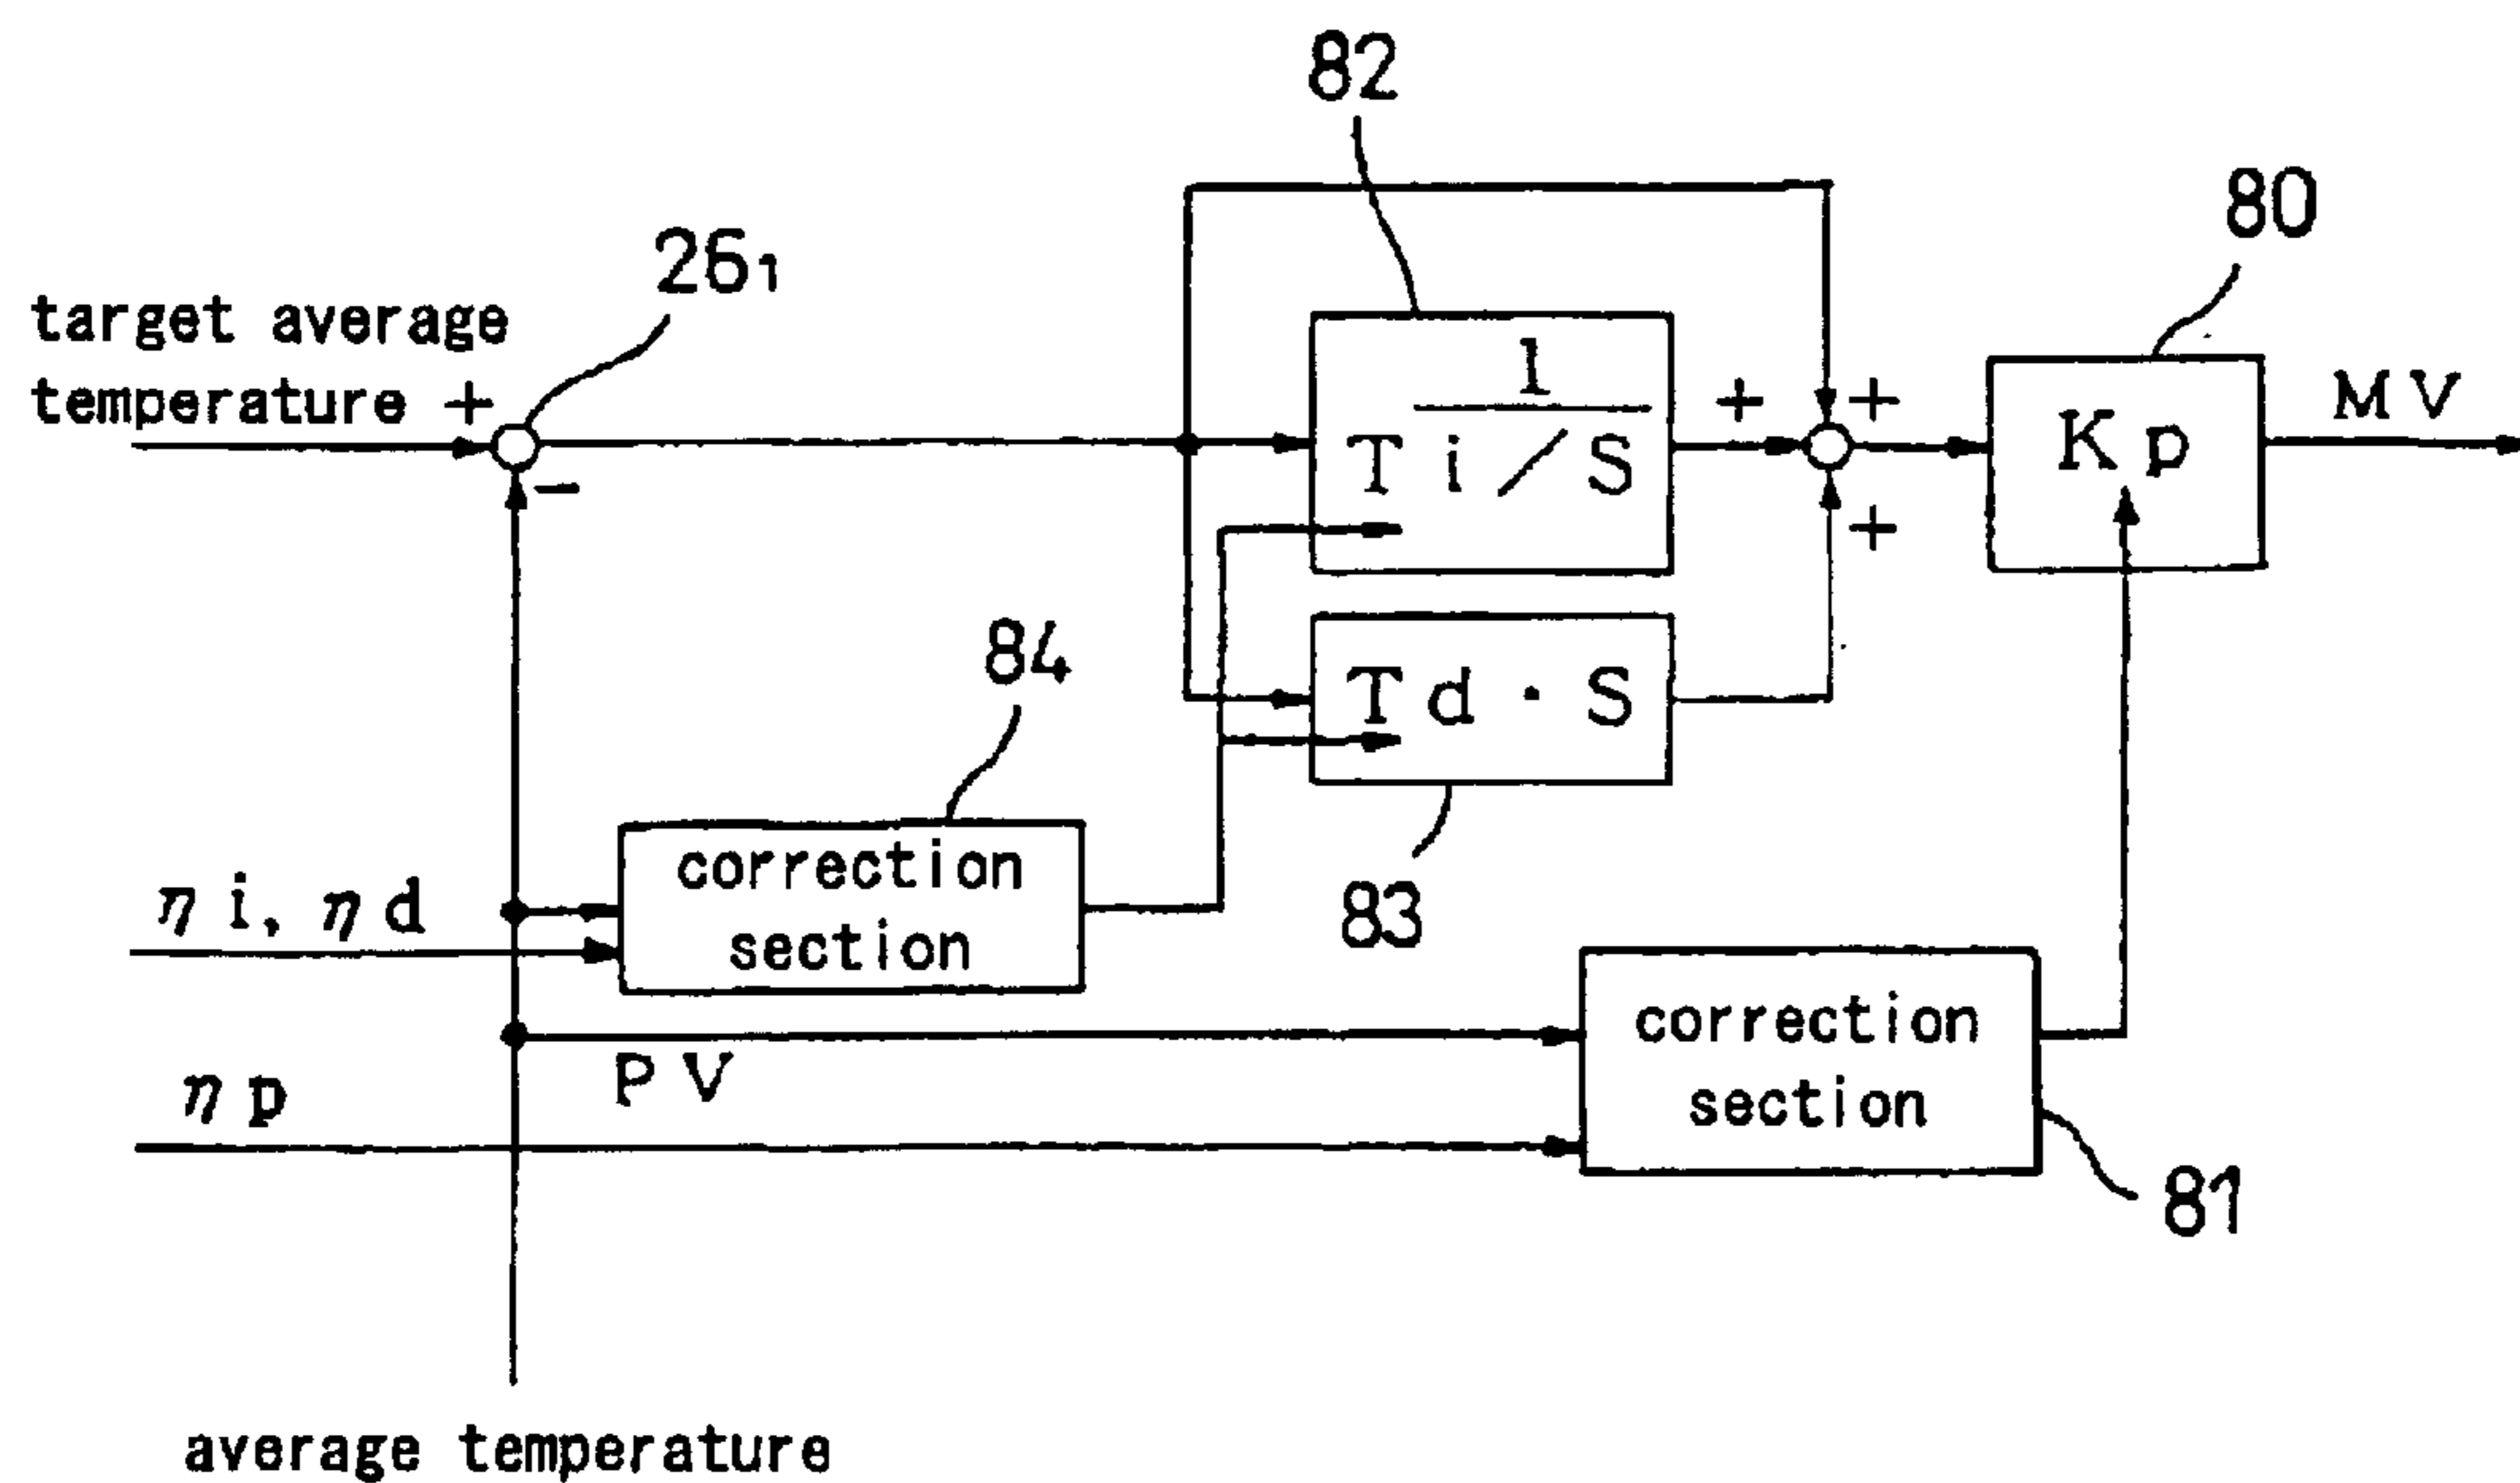 82
80
26₁
target average
temperature +
1
Ti/S
+
+
Kp
MV
−
+
84
Td・S
ηi, ηd
correction
section
83
correction
section
PV
ηp
81
average temperature